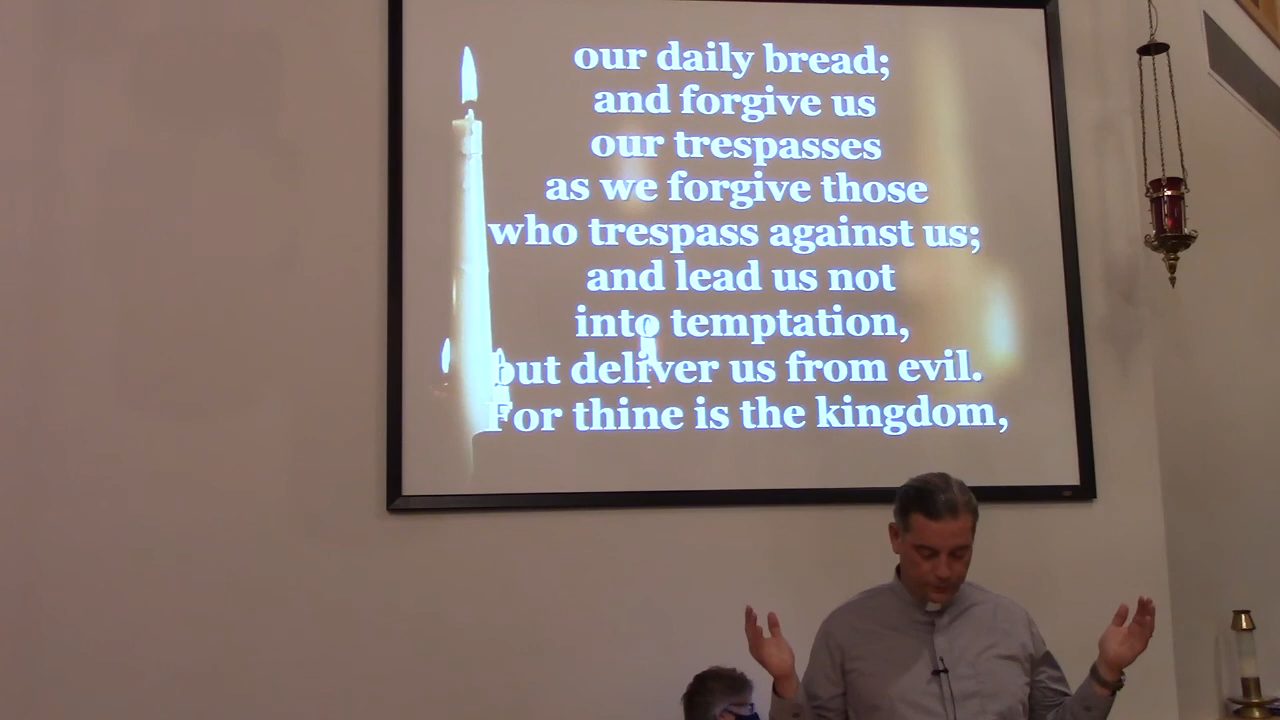 our daily bread;
and forgive us
our trespasses
as we forgive those
who trespass against us;
and lead us not
into temptation,
but deliver us from evil.
For thine is the kingdom,